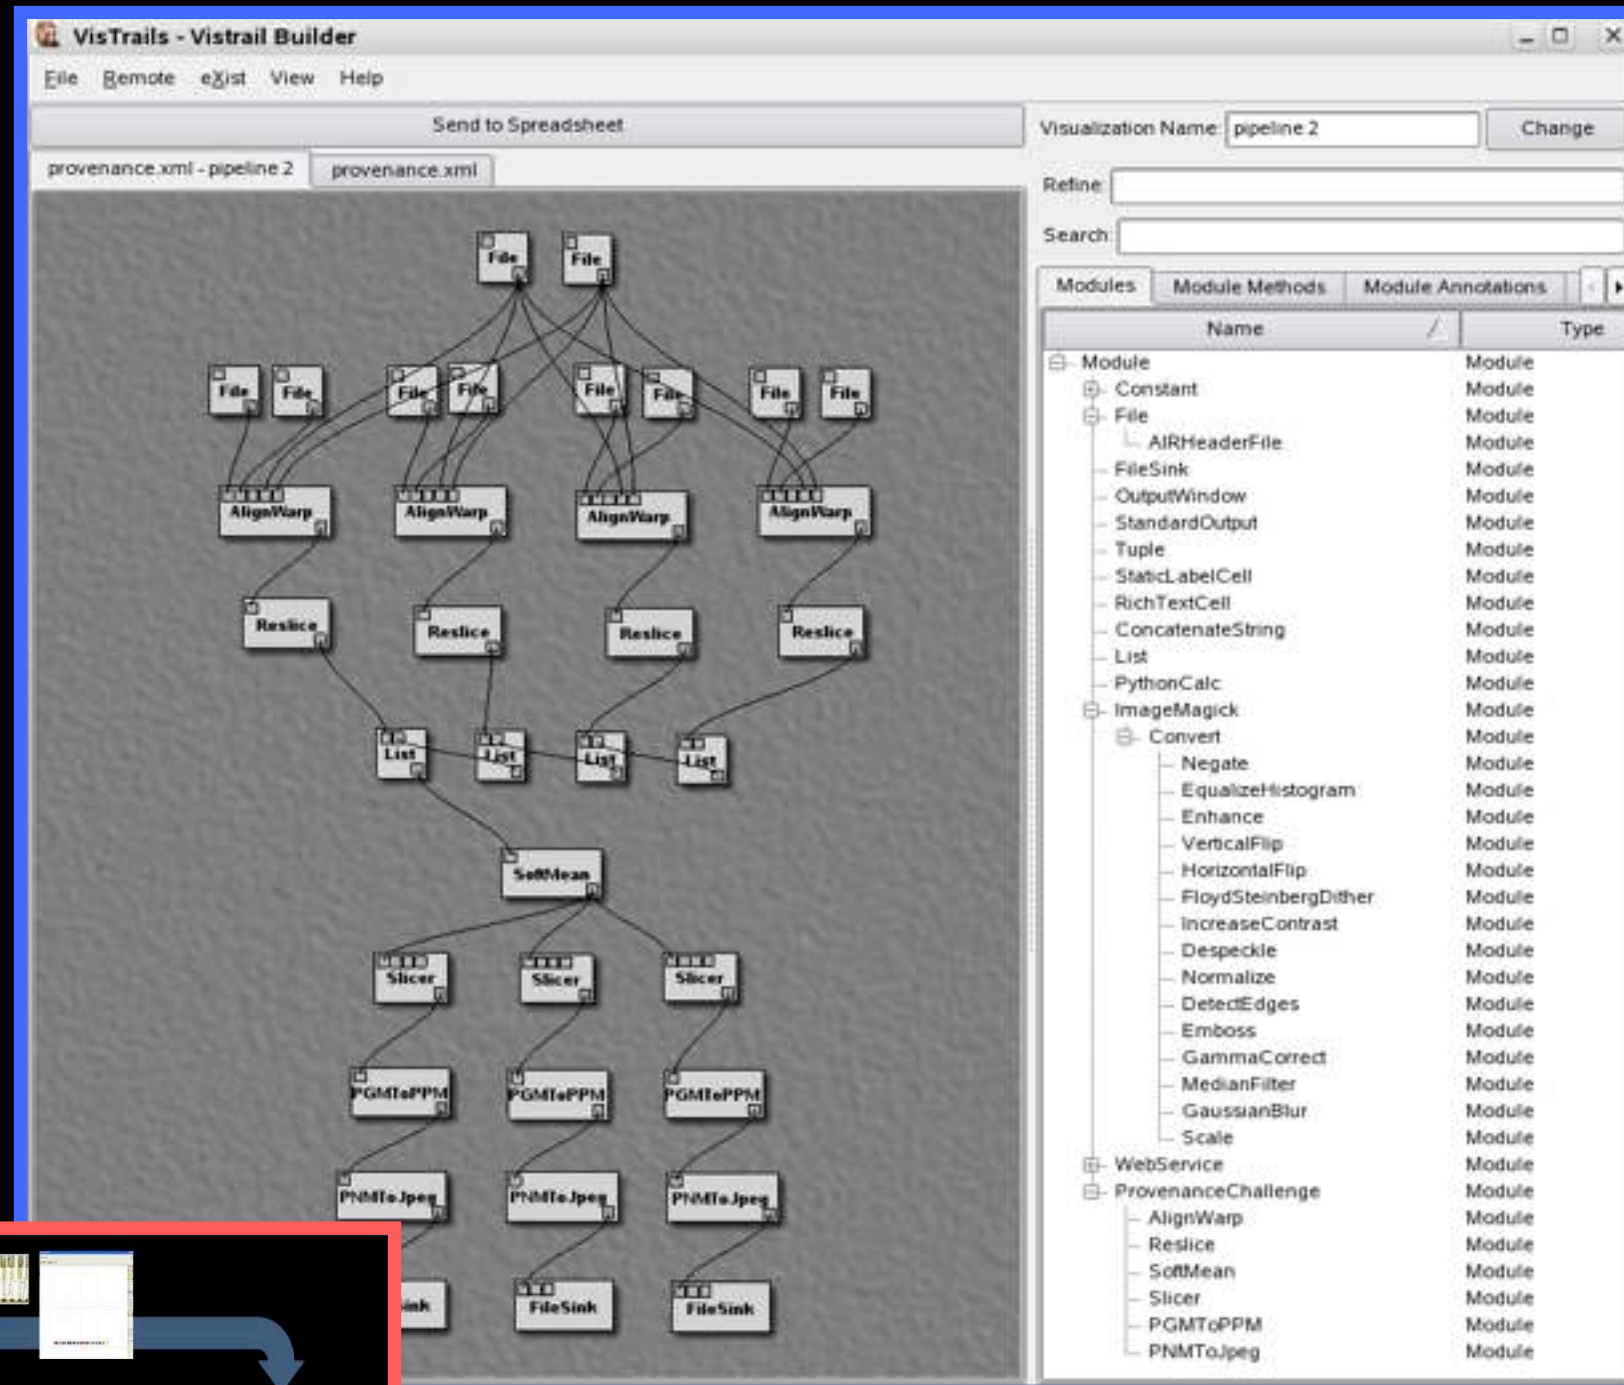 VisTrails - Vistrail Builder
File Remote eXist View Help
Send to Spreadsheet
provenance.xml - pipeline 2 provenance.xml
File File
File File File File File File File File
AlignWarp AlignWarp AlignWarp AlignWarp
Reslice Reslice Reslice Reslice
List List List List
SoftMean
Slicer Slicer Slicer
PGMToPPM PGMToPPM PGMToPPM
PNMToJpeg PNMToJpeg PNMToJpeg
Sink FileSink FileSink
Visualization Name: pipeline 2 Change
Refine:
Search:
Modules Module Methods Module Annotations
Name Type
Module Module
Constant Module
File Module
AIRHeaderFile Module
FileSink Module
OutputWindow Module
StandardOutput Module
Tuple Module
StaticLabelCell Module
RichTextCell Module
ConcatenateString Module
List Module
PythonCalc Module
ImageMagick Module
Convert Module
Negate Module
EqualizeHistogram Module
Enhance Module
VerticalFlip Module
HorizontalFlip Module
FloydSteinbergDither Module
IncreaseContrast Module
Despeckle Module
Normalize Module
DetectEdges Module
Emboss Module
GammaCorrect Module
MedianFilter Module
GaussianBlur Module
Scale Module
WebService Module
ProvenanceChallenge Module
AlignWarp Module
Reslice Module
SoftMean Module
Slicer Module
PGMToPPM Module
PNMToJpeg Module